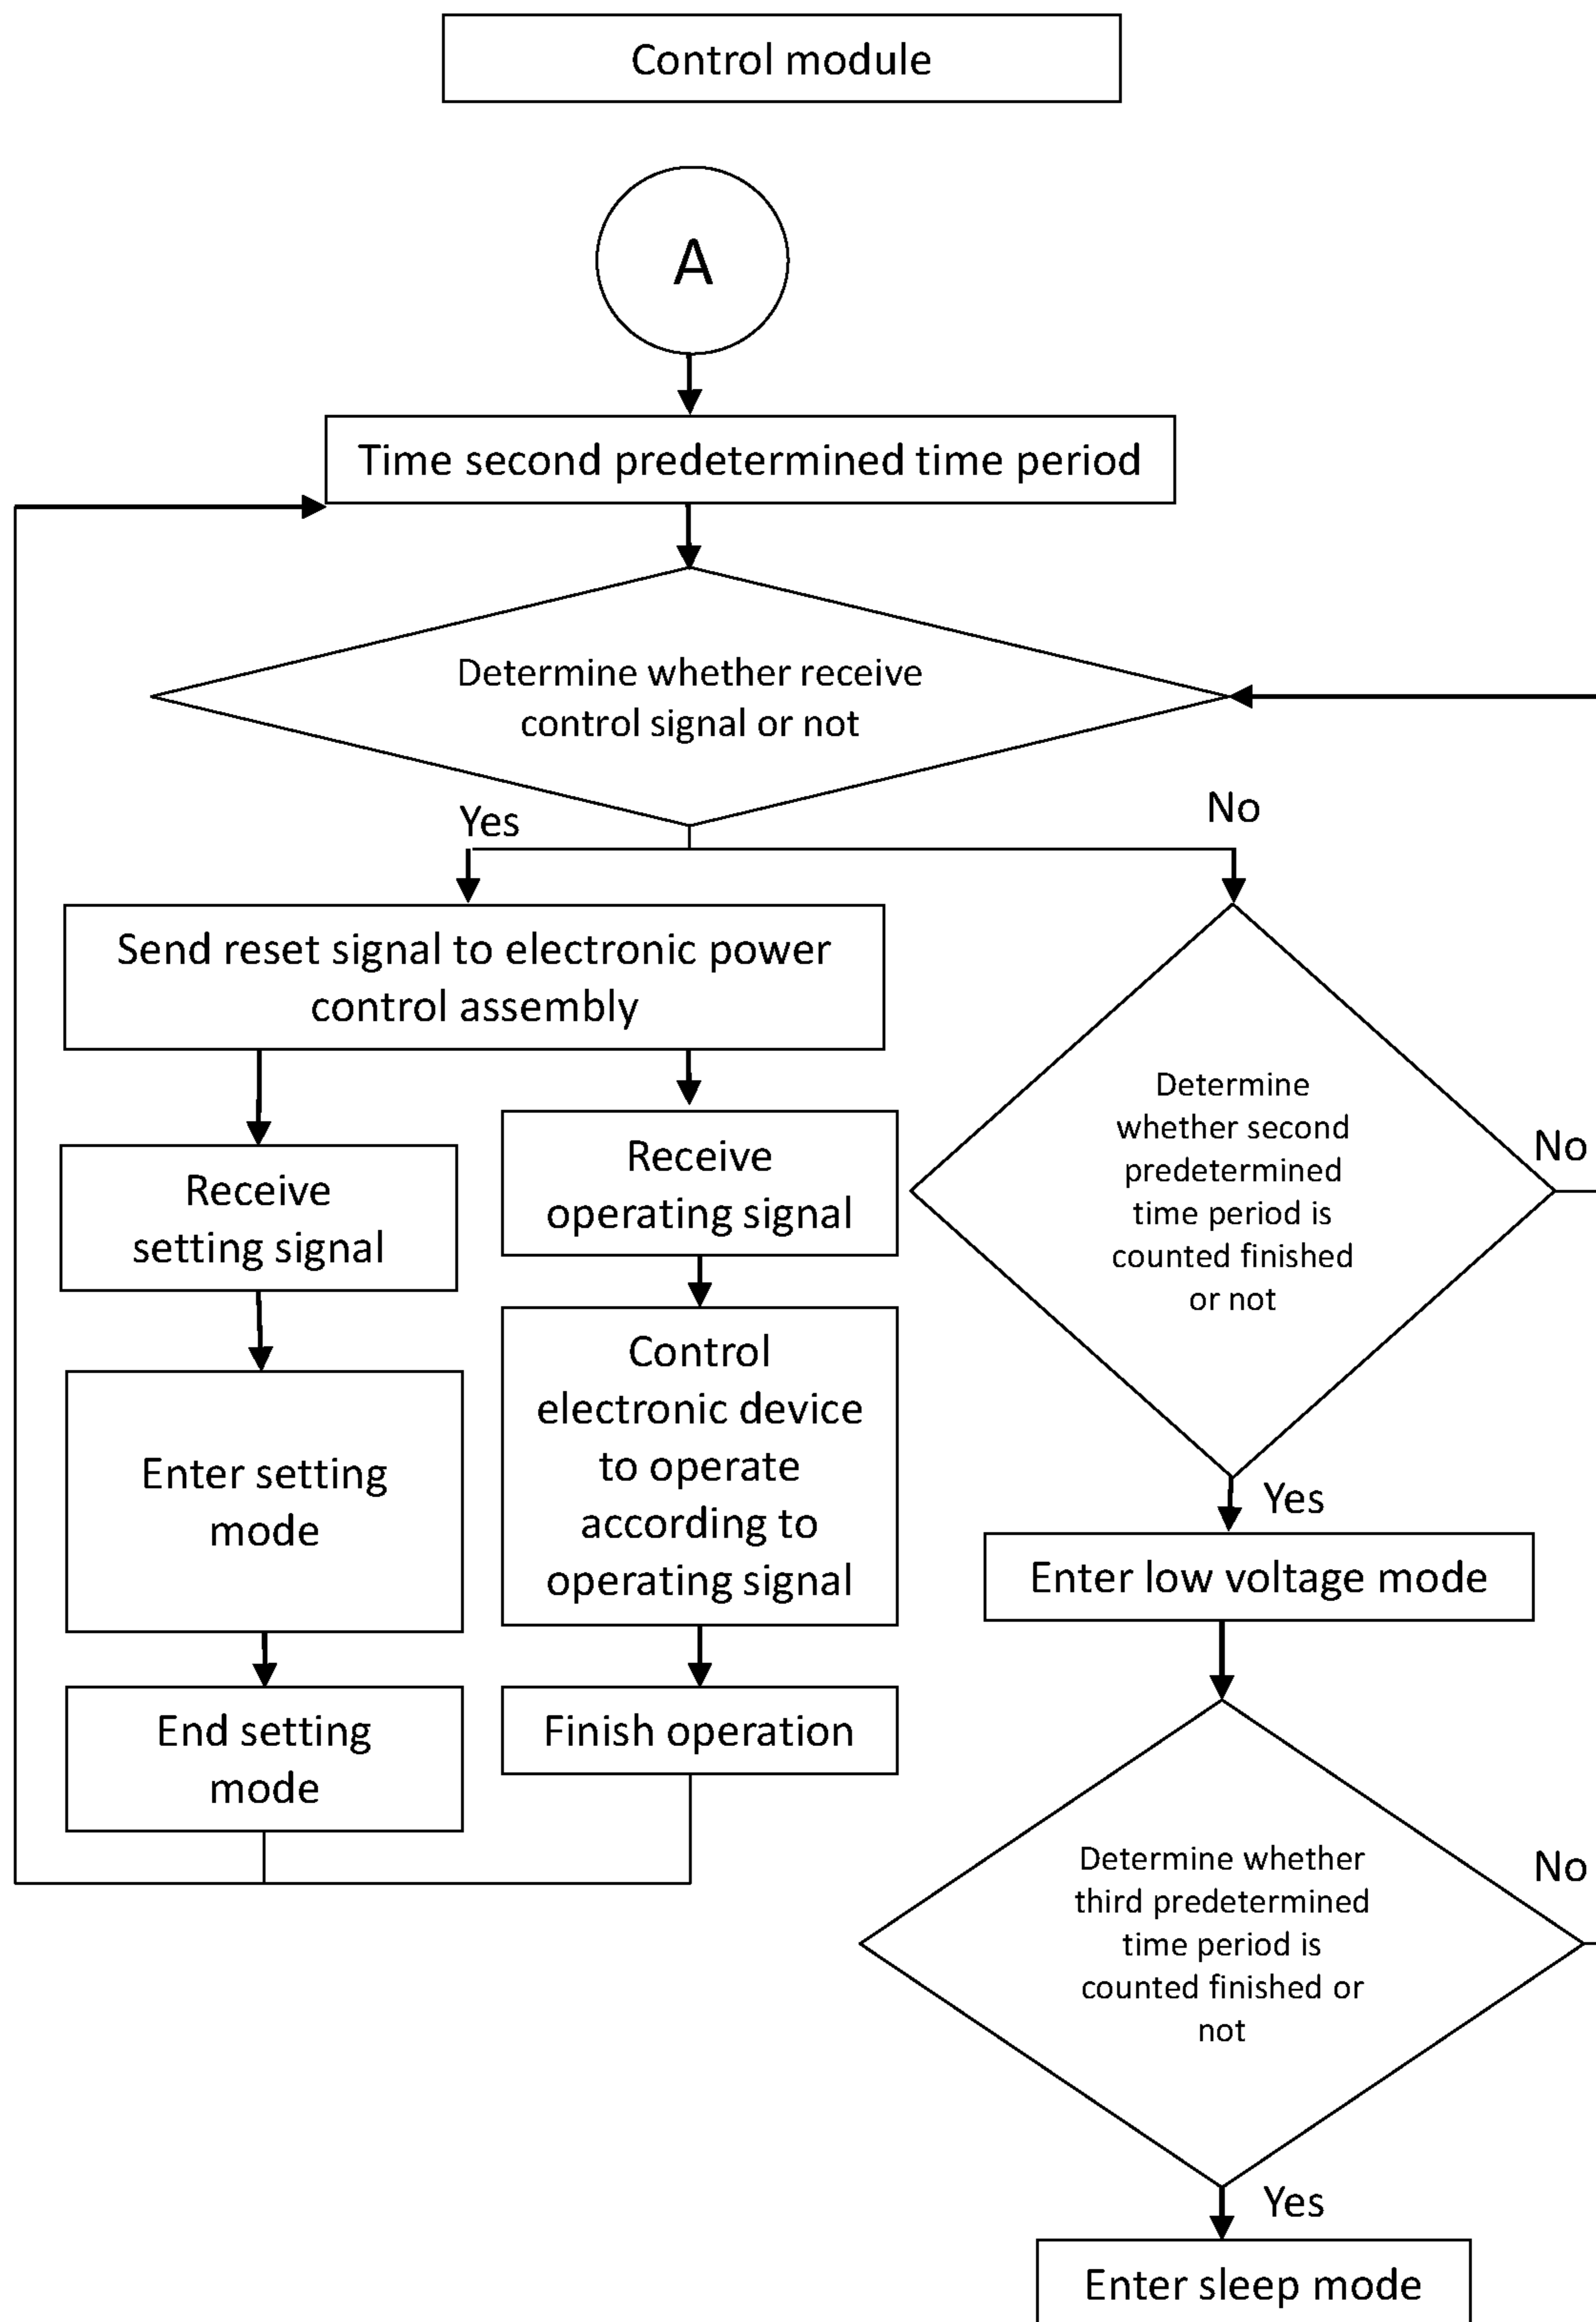 Control module
A
Time second predetermined time period
Determine whether receive
control signal or not
Yes
No
Send reset signal to electronic power
control assembly
Receive
setting signal
Enter setting
mode
End setting
mode
Receive
operating signal
Control
electronic device
to operate
according to
operating signal
Finish operation
Determine
whether second
predetermined
time period is
counted finished
or not
No
Yes
Enter low voltage mode
Determine whether
third predetermined
time period is
counted finished or
not
No
Yes
Enter sleep mode